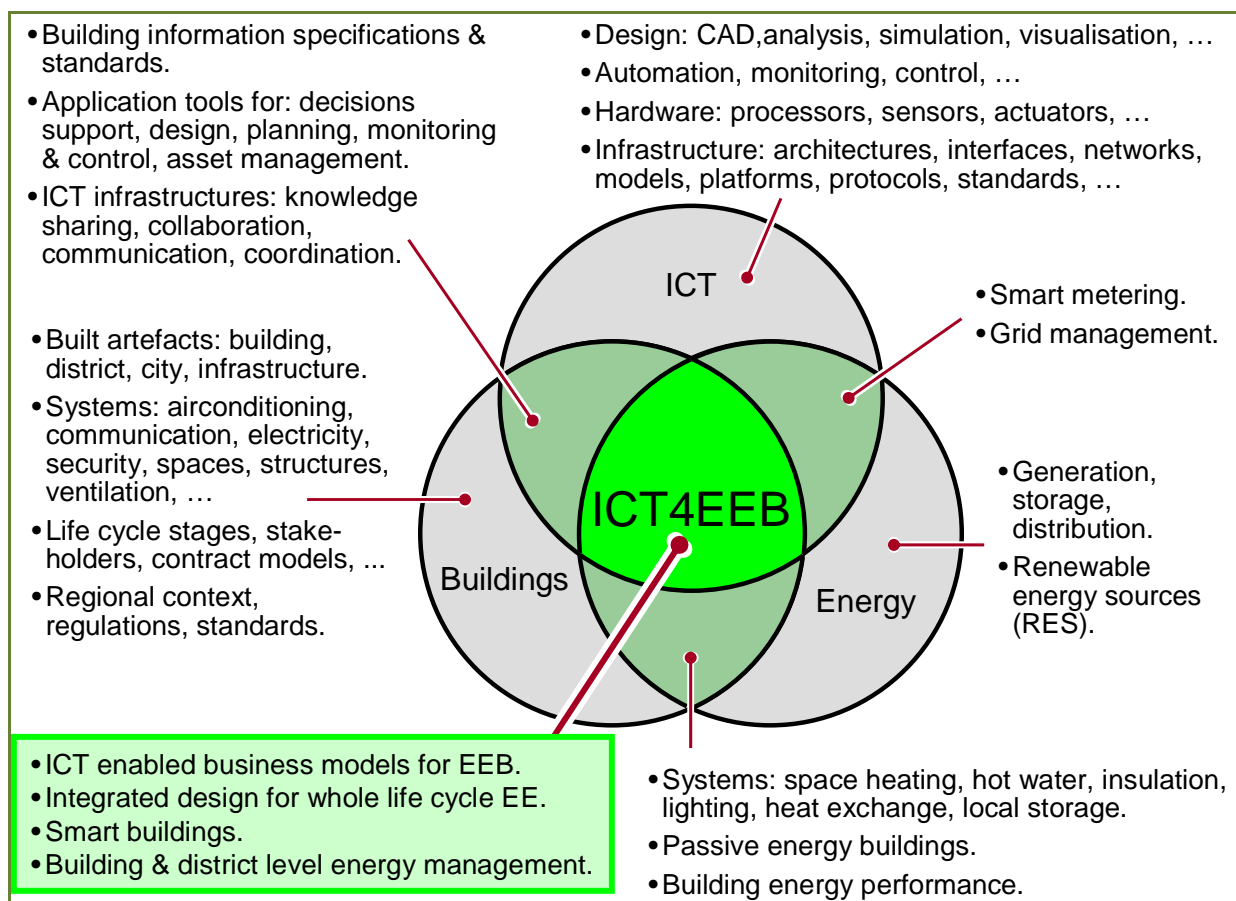 •Building information specifications &
standards.
•Application tools for: decisions
support, design, planning, monitoring
& control, asset management.
•ICT infrastructures: knowledge
sharing, collaboration,
communication, coordination.
•Design: CAD,analysis, simulation, visualisation, …
•Automation, monitoring, control, …
•Hardware: processors, sensors, actuators, …
•Infrastructure: architectures, interfaces, networks,
models, platforms, protocols, standards, …
ICT
•Smart metering.
•Grid management.
•Built artefacts: building,
district, city, infrastructure.
•Systems: airconditioning,
communication, electricity,
security, spaces, structures,
ventilation, …
•Life cycle stages, stake-
holders, contract models, ...
•Regional context,
regulations, standards.
ICT4EEB
Buildings
Energy
•Generation,
storage,
distribution.
•Renewable
energy sources
(RES).
•ICT enabled business models for EEB.
•Integrated design for whole life cycle EE.
•Smart buildings.
•Building & district level energy management.
•Systems: space heating, hot water, insulation,
lighting, heat exchange, local storage.
•Passive energy buildings.
•Building energy performance.